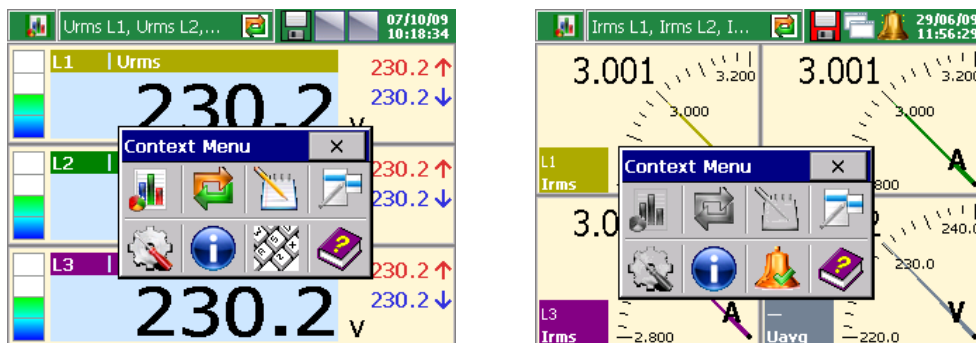 Urms L1, Urms L2,...
07/10/09
10:18:34
L1 | Urms
230.2
V
230.2
230.2
Context Menu
L2
230.2
230.2
L3
230.2
V
230.2
230.2
Irms L1, Irms L2, I...
29/06/09
11:56:29
3.001
3.200
3.000
L1
Irms
3.001
3.200
3.000
A
Context Menu
800
3.0
L3
Irms
A
-2.800
2
240.0
230.0
V
—
Uavg
-220.0